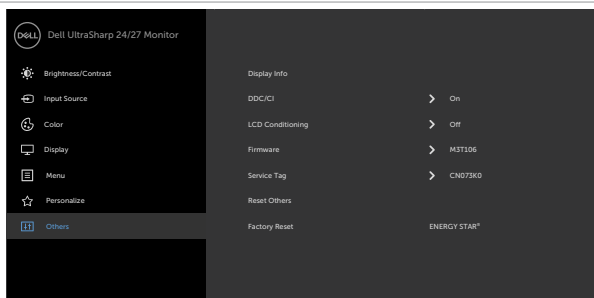 DELL Dell UltraSharp 24/27 Monitor
Brightness/Contrast Display Info
Input Source DDC/CI On
Color LCD Conditioning Off
Display Firmware M3T106
Menu Service Tag CN073K0
Personalize Reset Others
Others Factory Reset ENERGY STAR®